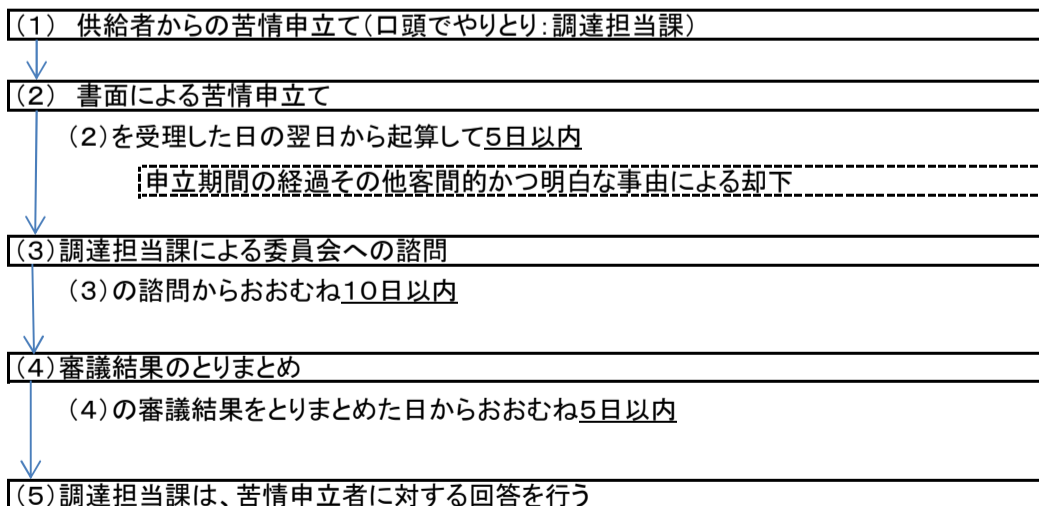 (1) 供給者からの苦情申立て(口頭でやりとり:調達担当課)
(2) 書面による苦情申立て
(2)を受理した日の翌日から起算して5日以内
申立期間の経過その他客間的かつ明白な事由による却下
(3)調達担当課による委員会への諮問
(3)の諮問からおおむね10日以内
(4)審議結果のとりまとめ
(4)の審議結果をとりまとめた日からおおむね5日以内
(5)調達担当課は、苦情申立者に対する回答を行う